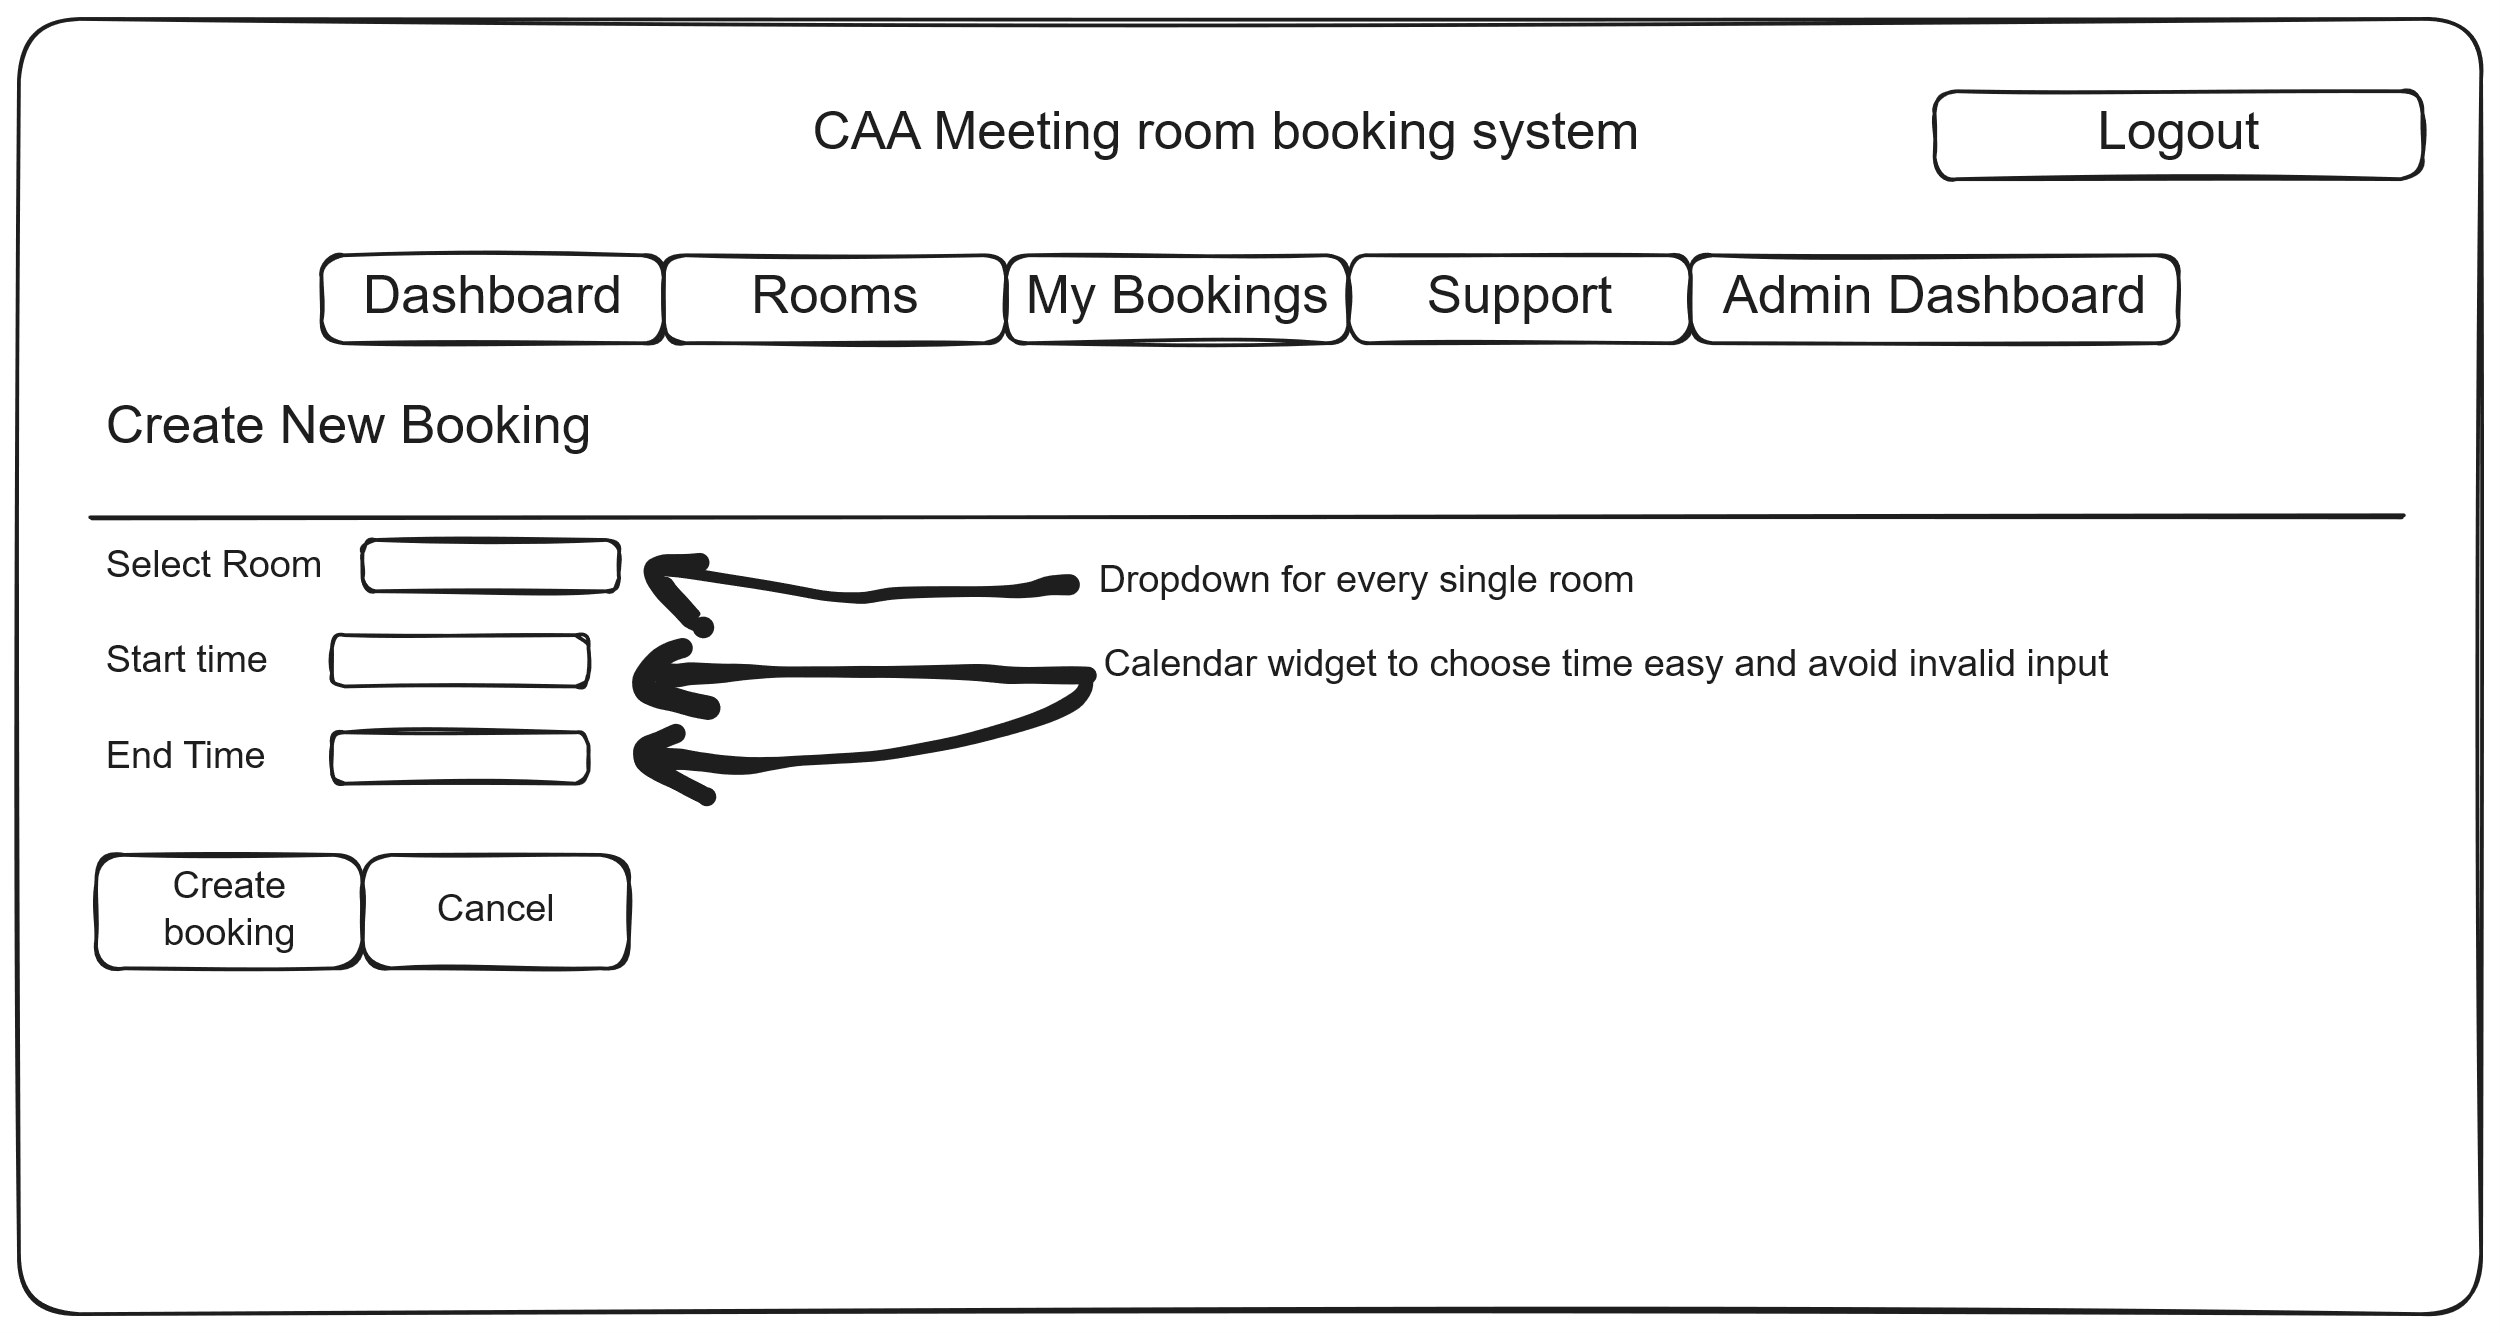 CAA Meeting room booking system
Logout
Dashboard
Rooms
My Bookings
Support
Admin Dashboard
Create New Booking
Select Room
Dropdown for every single room
Start time
Calendar widget to choose time easy and avoid invalid input
End Time
Create
booking
Cancel